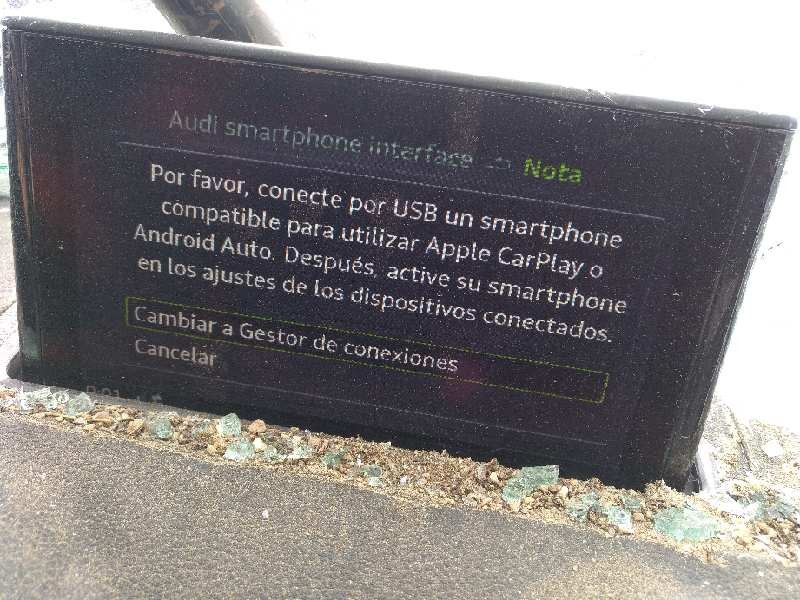 Audi smartphone interface Nota
Por favor, conecte por USB un smartphone
compatible para utilizar Apple CarPlay o
Android Auto. Después, active su smartphone
en los ajustes de los dispositivos conectados.
Cambiar a Gestor de conexiones
Cancelar